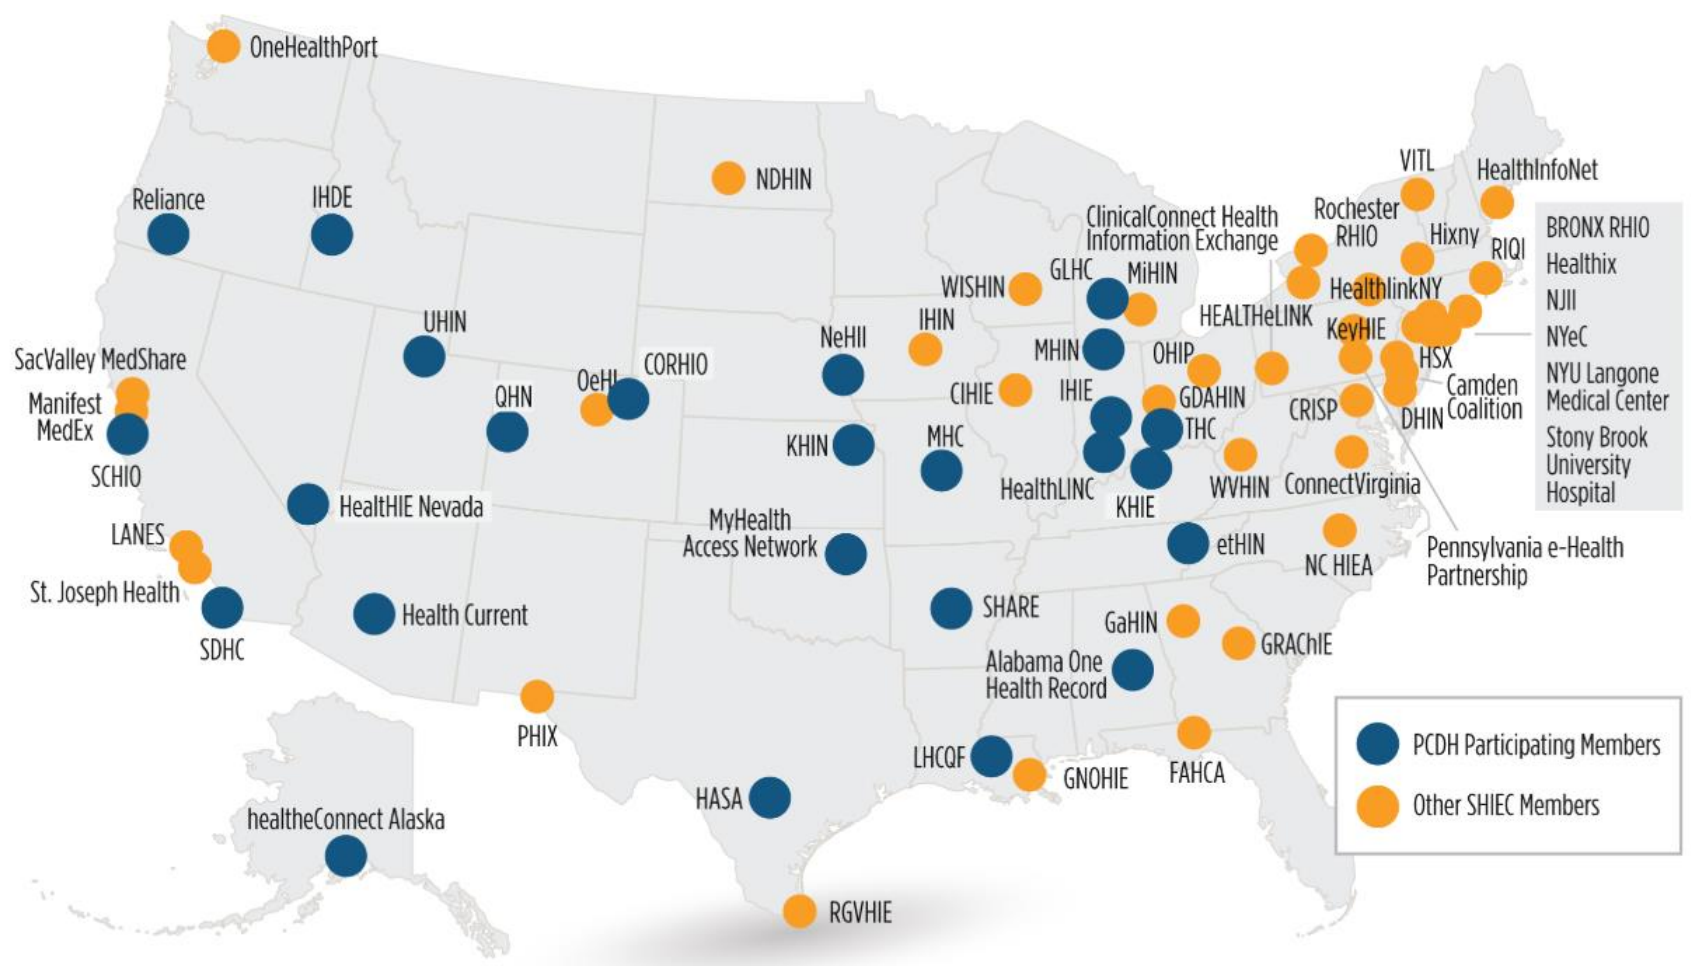 OneHealthPort
NDHIN
VITL
HealthInfoNet
Reliance
IHDE
Rochester
RHIO
Hixny
RIQI
ClinicalConnect Health
Information Exchange
GLHC
MiHIN
WISHIN
HEALTHeLINK
HealthlinkNY
KeyHIE
HSX
BRONX RHIO
Healthix
NJII
NYeC
NYU Langone
Medical Center
Stony Brook
University
Hospital
UHIN
IHIN
NeHII
MHIN
OHIP
SacValley MedShare
Manifest
MedEx
SCHIO
QHN
OeHI
CORHIO
CIHIE
IHIE
GDAHIN
THC
CRISP
DHIN
Camden
Coalition
KHIN
MHC
HealthLINC
KHIE
WVHIN
ConnectVirginia
HealtHIE Nevada
LANES
St. Joseph Health
SDHC
Health Current
MyHealth
Access Network
etHIN
NC HIEA
Pennsylvania e-Health
Partnership
SHARE
GaHIN
GRAChIE
Alabama One
Health Record
PHIX
LHCQF
GNOHIE
FAHCA
HASA
healtheConnect Alaska
RGVHIE
PCDH Participating Members
Other SHIEC Members